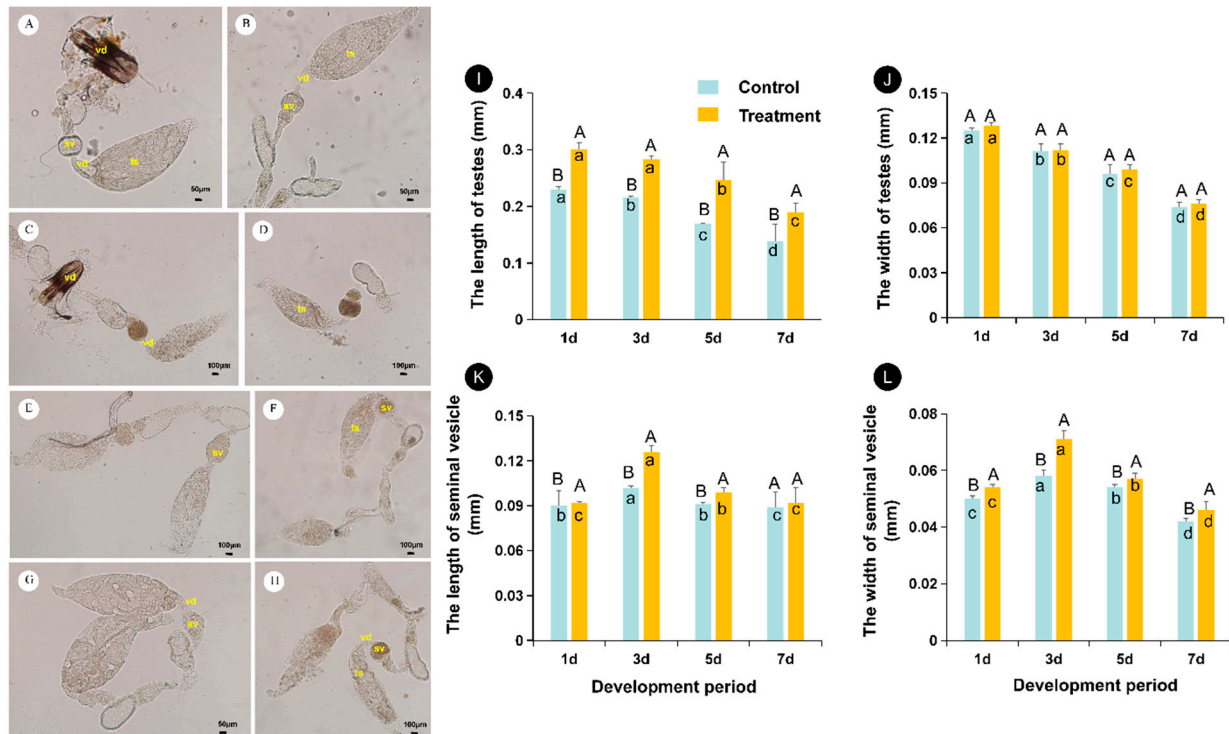 A
vd
sv
vd
ts
50μm
B
ts
vd
sv
50μm
C
vd
vd
100μm
D
ts
100μm
E
sv
100μm
F
sv
ts
100μm
G
vd
sv
50μm
H
vd
sv
ts
100μm
I
Control
Treatment
The length of testes (mm)
0.4
0.3
0.2
0.1
0
B A B A B A B A
a a b a c b d c
1d 3d 5d 7d
J
The width of testes (mm)
0.15
0.12
0.09
0.06
0.03
0
A A A A A A A A
a a b b c c d d
1d 3d 5d 7d
K
The length of seminal vesicle
(mm)
0.15
0.12
0.09
0.06
0.03
0
B A B A B A A A
b c a a b b c c
1d 3d 5d 7d
Development period
L
The width of seminal vesicle
(mm)
0.08
0.06
0.04
0.02
0
B A B A B A B A
c c a a b b d d
1d 3d 5d 7d
Development period